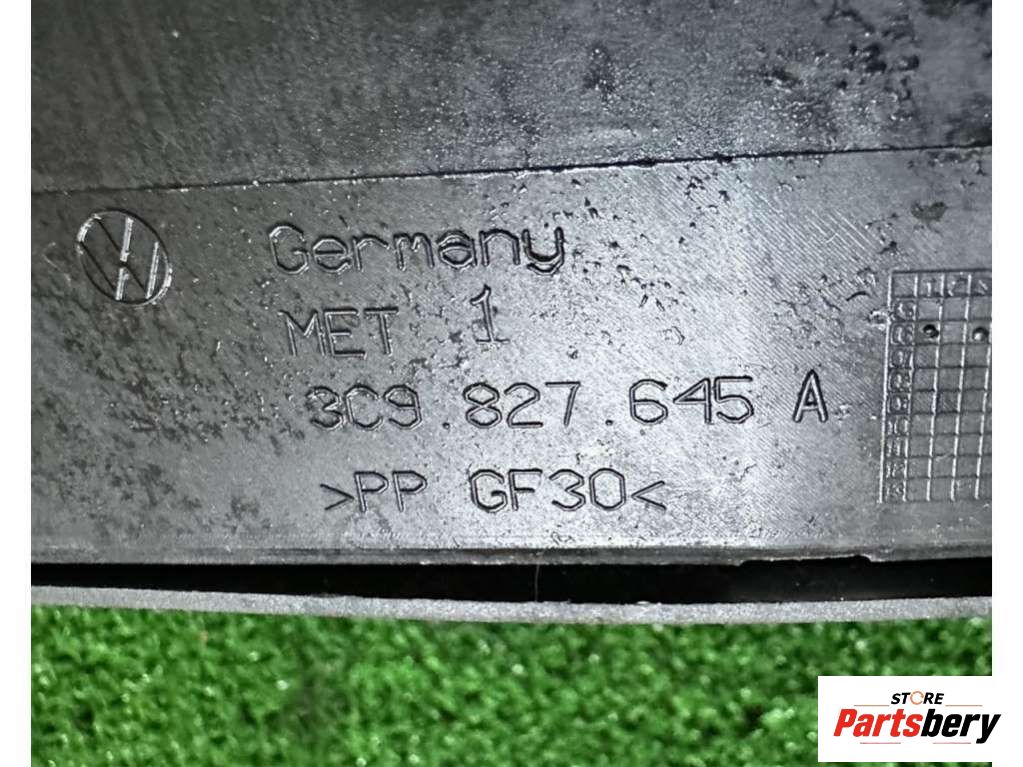 Germany
MET 1
3C9.827.645 A
>PP GF30<
STORE
Partsbery